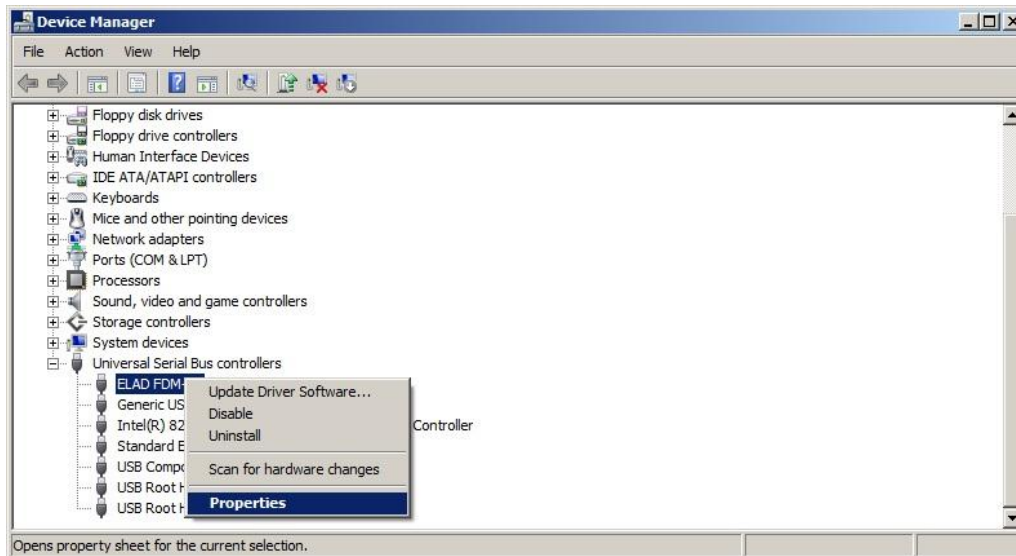 Device Manager
File Action View Help
Floppy disk drives
Floppy drive controllers
Human Interface Devices
IDE ATA/ATAPI controllers
Keyboards
Mice and other pointing devices
Network adapters
Ports (COM & LPT)
Processors
Sound, video and game controllers
Storage controllers
System devices
Universal Serial Bus controllers
ELAD FDM-
Generic US
Intel(R) 82 Controller
Standard E
USB Compo
USB Root H
USB Root H
Update Driver Software...
Disable
Uninstall
Scan for hardware changes
Properties
Opens property sheet for the current selection.